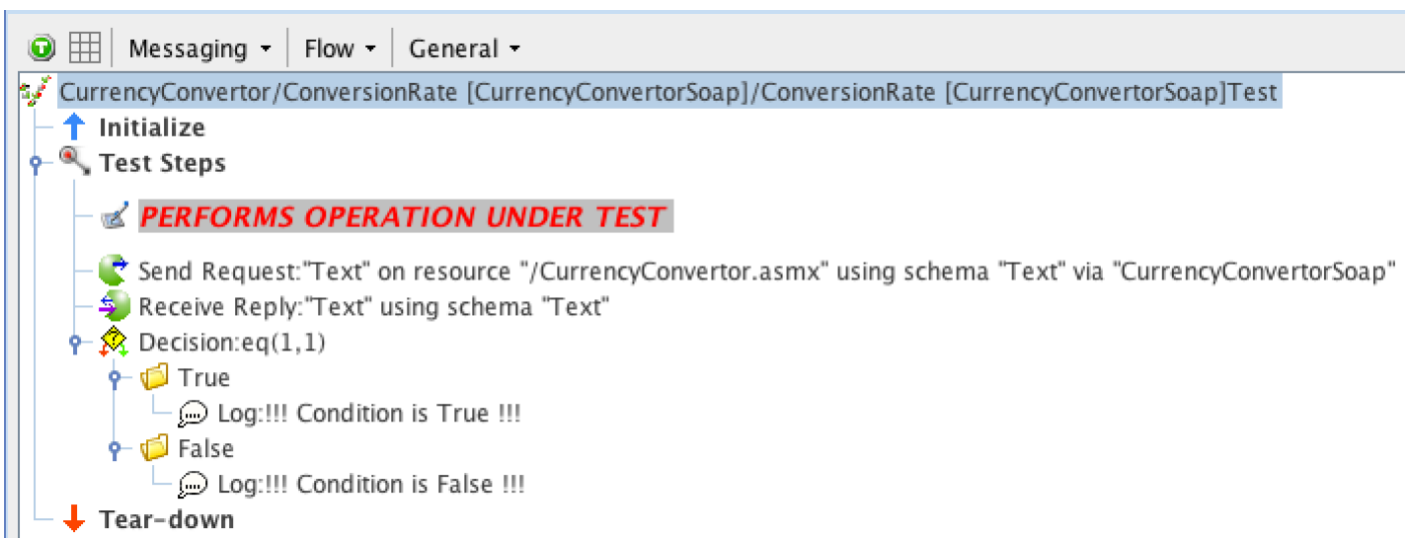 Messaging Flow General
CurrencyConvertor/ConversionRate [CurrencyConvertorSoap]/ConversionRate [CurrencyConvertorSoap]Test
Initialize
Test Steps
PERFORMS OPERATION UNDER TEST
Send Request:"Text" on resource "/CurrencyConvertor.asmx" using schema "Text" via "CurrencyConvertorSoap"
Receive Reply:"Text" using schema "Text"
Decision:eq(1,1)
True
Log:!!! Condition is True !!!
False
Log:!!! Condition is False !!!
Tear-down